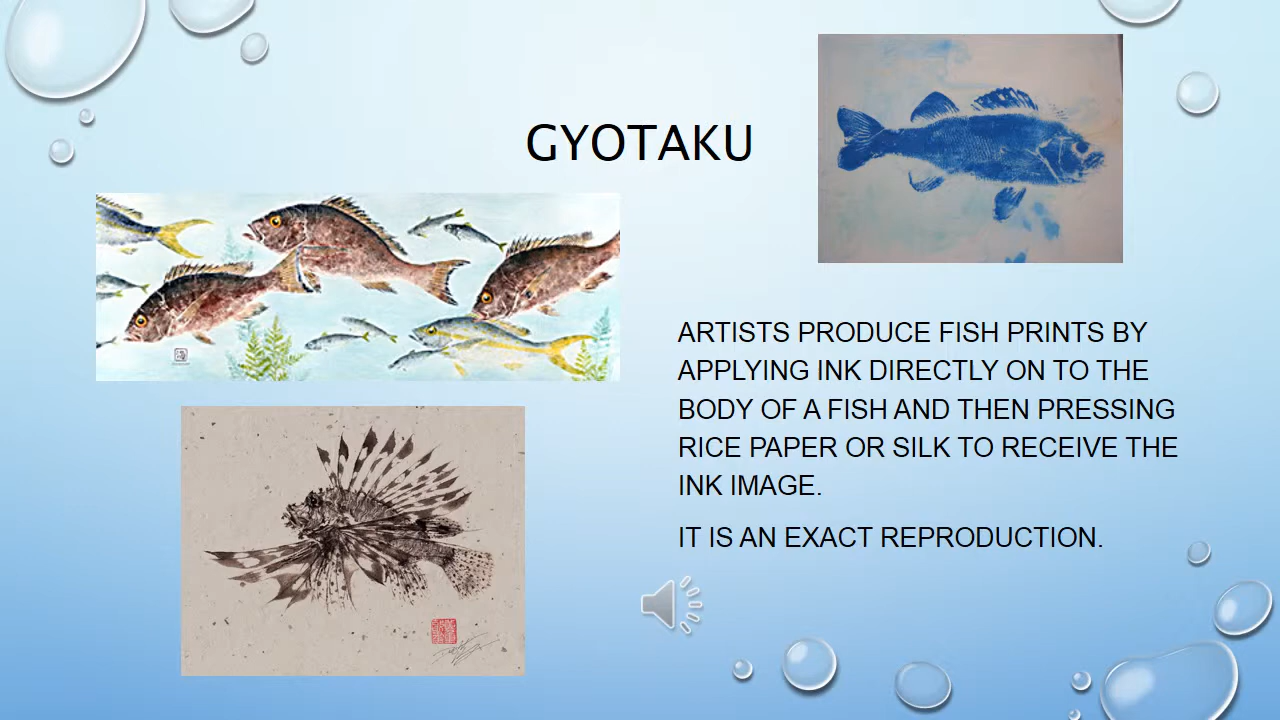 GYOTAKU
ARTISTS PRODUCE FISH PRINTS BY
APPLYING INK DIRECTLY ON TO THE
BODY OF A FISH AND THEN PRESSING
RICE PAPER OR SILK TO RECEIVE THE
INK IMAGE.
IT IS AN EXACT REPRODUCTION.